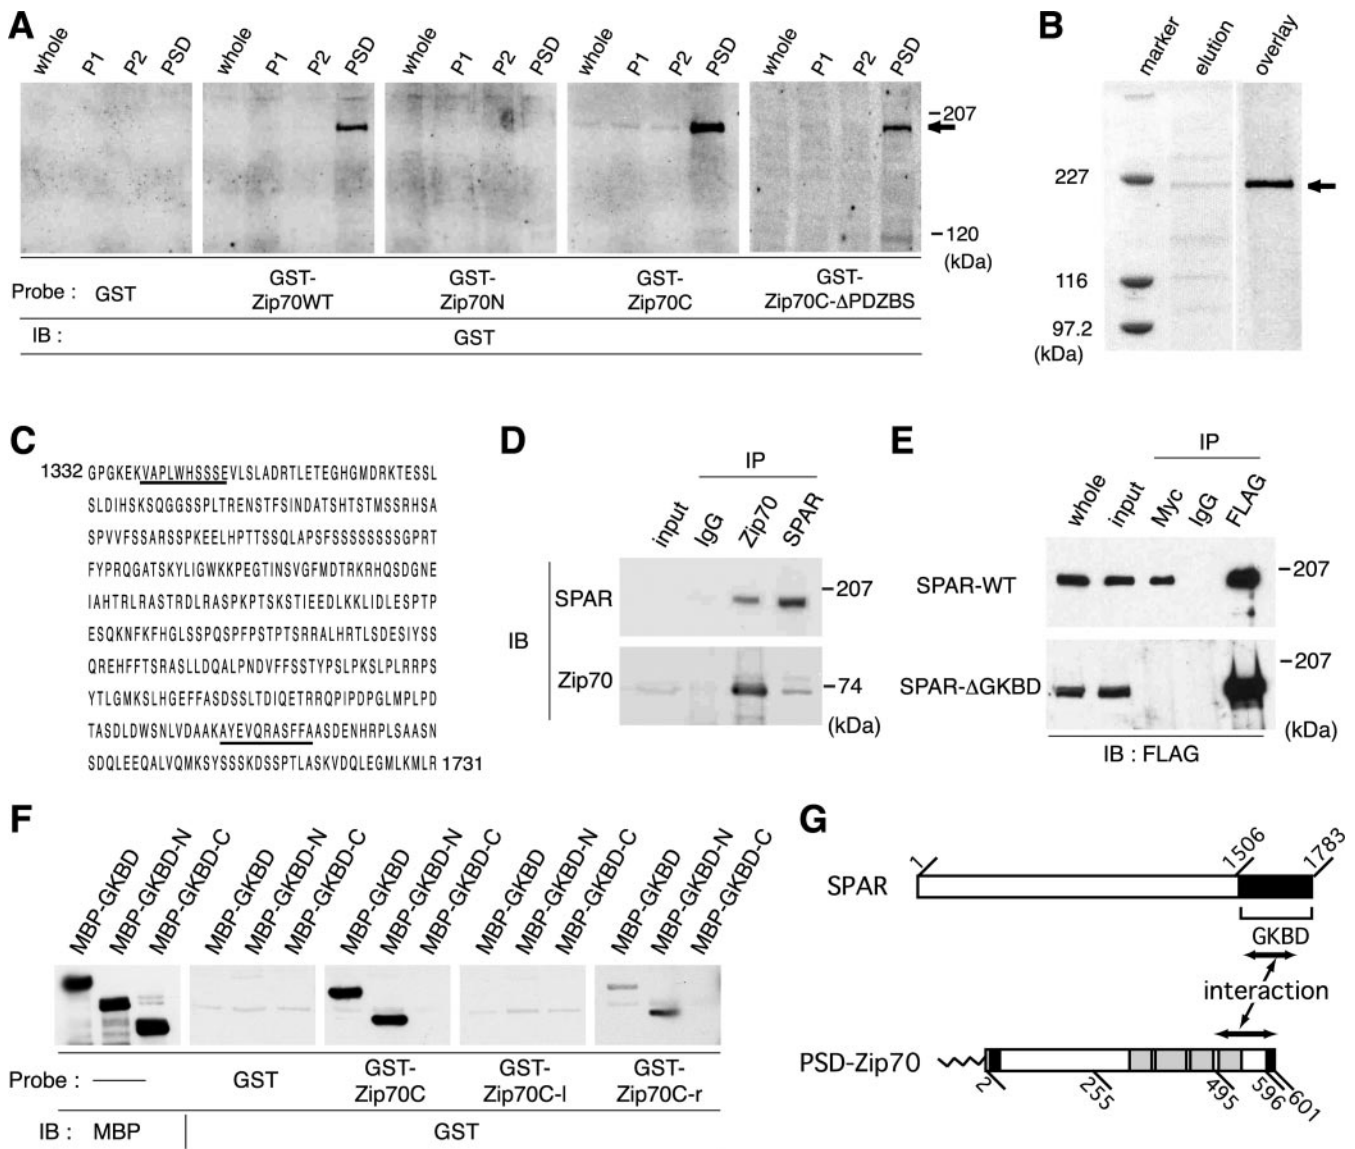 A
whole P1 P2 PSD whole P1 P2 PSD whole P1 P2 PSD whole P1 P2 PSD whole P1 P2 PSD
-207
-120
(kDa)
Probe : GST GST-Zip70WT GST-Zip70N GST-Zip70C GST-Zip70C-ΔPDZBS
IB : GST
B
marker elution overlay
227
116
97.2
(kDa)
C
1332 GPGKEKVAPLWHSSSEVLSLADRTLETEGHGMDRKTESSL
SLDIHSKSQGGSSPLTRENSTFSINDATSHTSTMSSRHSA
SPVVFSSARSSPKEELHPTTSSQLAPSFSSSSSSSSGPRT
FYPRQGATSKYLIGWKKPEGTINSVGFMDTRKRHQSDGNE
IAHTRLRASTRDLRASPKPTSKSTIEEDLKKLIDLESPTP
ESQKNFKFHGLSSPQSPFPSTPTSRRALHRTLSDESIYSS
QREHFFTSRASLLDQALPNDVFFSSTYPSLPKSLPLRRPS
YTLGMKSLHGEFFASDSSLTDIQETRRQPIPDPGLMPLPD
TASDLDWSNLVDAAKAYEVQRASFFAASDENHRPLSAASN
SDQLEEQALVQMKSYSSSKDSSPTLASKVDQLEGMLKMLR 1731
D
IP
input IgG Zip70 SPAR
IB
SPAR
-207
Zip70
-74
(kDa)
E
IP
whole input Myc IgG FLAG
SPAR-WT
-207
SPAR-ΔGKBD
-207
(kDa)
IB : FLAG
F
MBP-GKBD MBP-GKBD-N MBP-GKBD-C MBP-GKBD MBP-GKBD-N MBP-GKBD-C MBP-GKBD MBP-GKBD-N MBP-GKBD-C MBP-GKBD MBP-GKBD-N MBP-GKBD-C MBP-GKBD MBP-GKBD-N MBP-GKBD-C
Probe : — GST GST-Zip70C GST-Zip70C-l GST-Zip70C-r
IB : MBP GST
G
1 1506 1783
SPAR
GKBD
interaction
PSD-Zip70
2 255 495 596 601